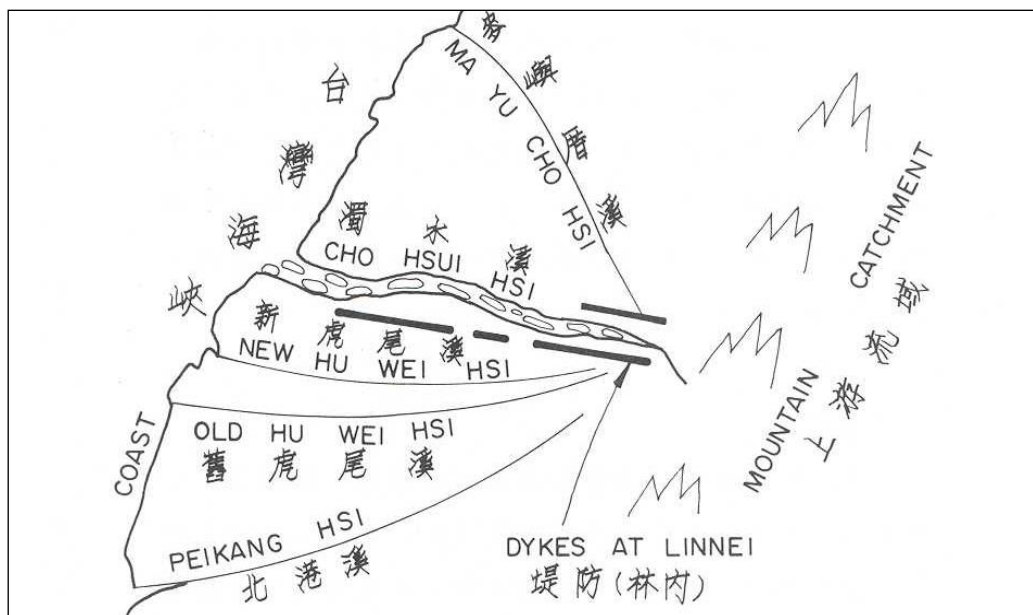 麥嶼厝溪
MA YU CHO HSI
台灣海峽
濁水溪
CHO HSUI HSI
新虎尾溪
NEW HU WEI HSI
OLD HU WEI HSI
舊虎尾溪
PEIKANG HSI
北港溪
COAST
MOUNTAIN CATCHMENT
上游流域
DYKES AT LINNEI
堤防(林內)